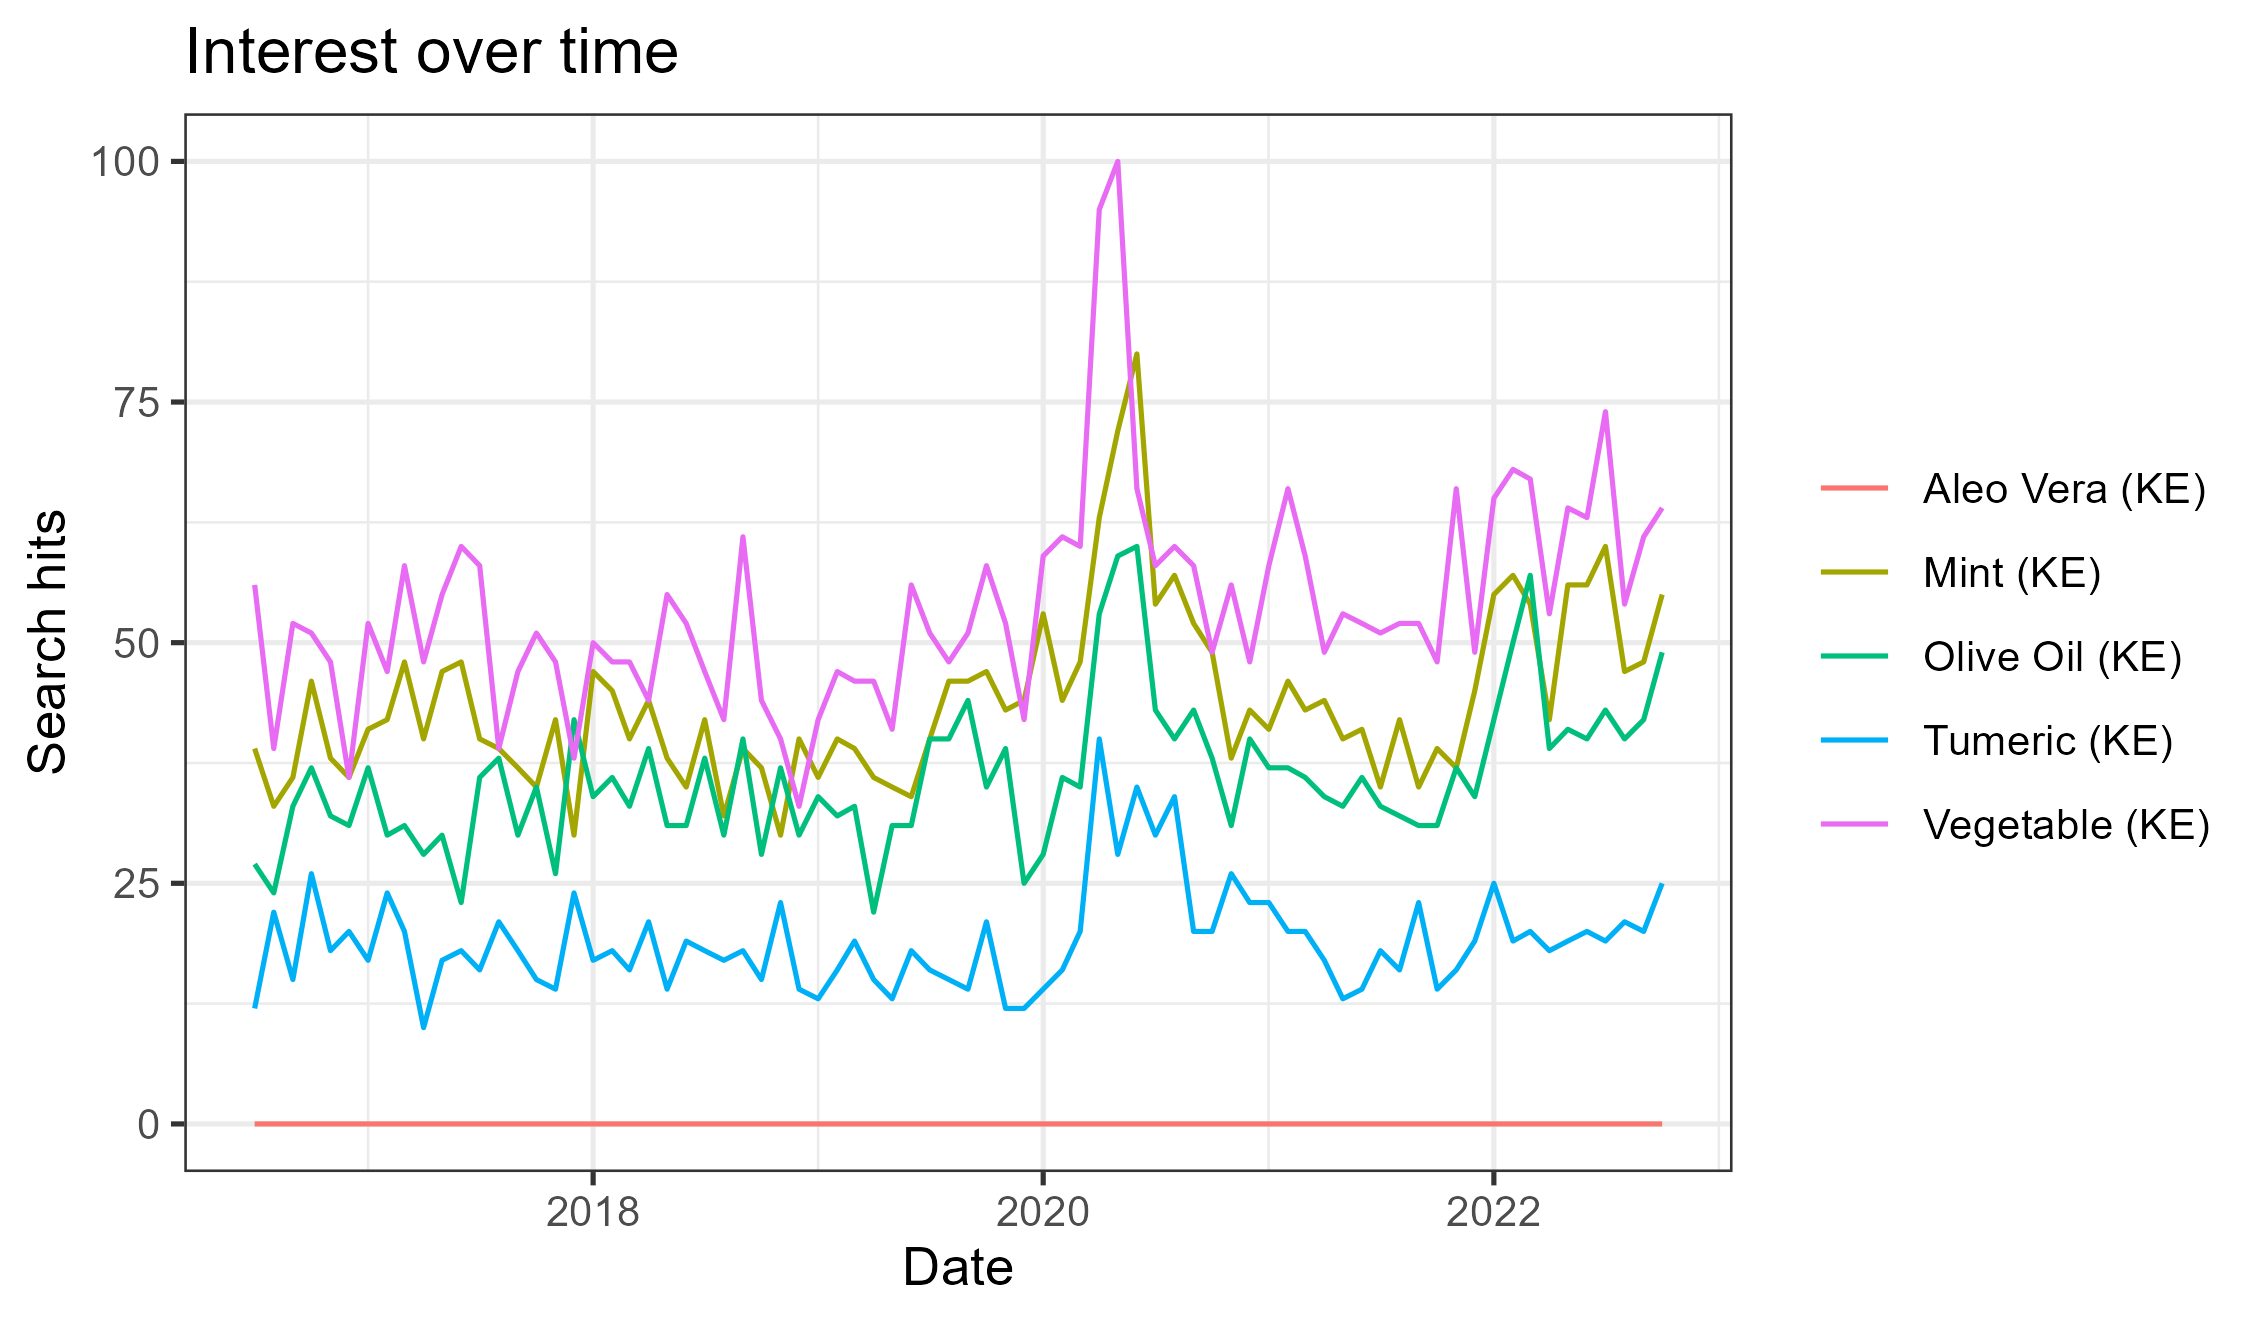 Interest over time
Search hits
100
75
50
25
0
2018
2020
2022
Date
Aleo Vera (KE)
Mint (KE)
Olive Oil (KE)
Tumeric (KE)
Vegetable (KE)